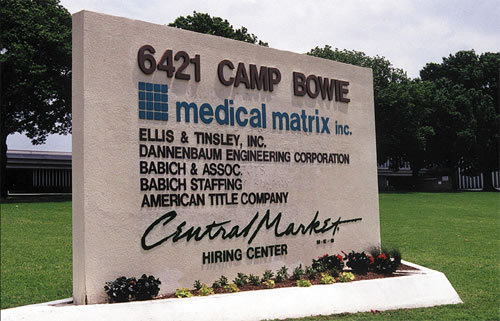 6421 CAMP BOWIE
medical matrix inc.
ELLIS & TINSLEY, INC.
DANNENBAUM ENGINEERING CORPORATION
BABICH & ASSOC.
BABICH STAFFING
AMERICAN TITLE COMPANY
Central Market
HIRING CENTER